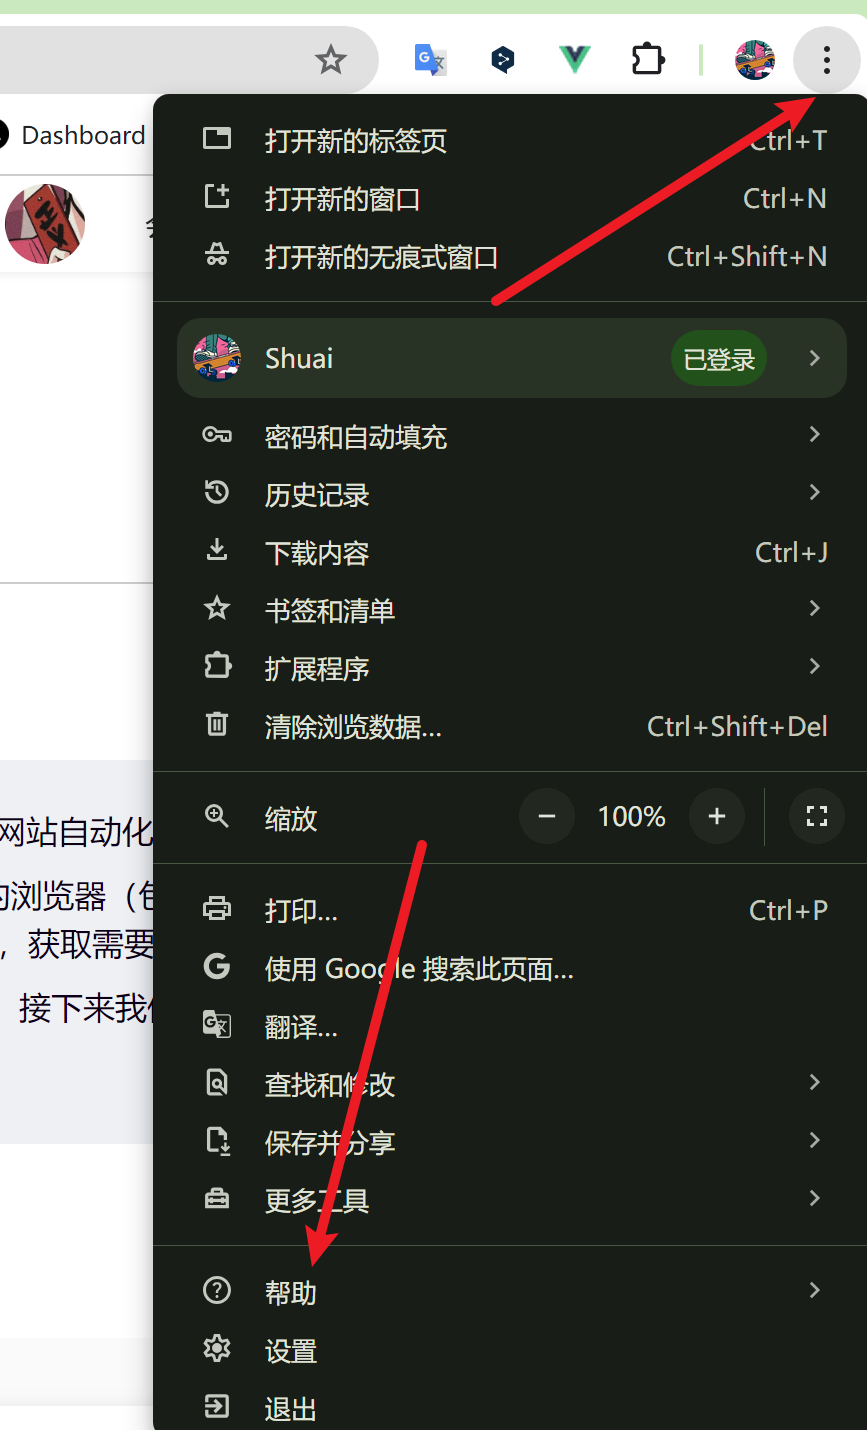 Dashboard
打开新的标签页 Ctrl+T
打开新的窗口 Ctrl+N
打开新的无痕式窗口 Ctrl+Shift+N
Shuai 已登录
密码和自动填充
历史记录
下载内容 Ctrl+J
书签和清单
扩展程序
清除浏览数据... Ctrl+Shift+Del
网站自动化
缩放 100%
的浏览器（包
，获取需要
打印... Ctrl+P
使用 Google 搜索此页面...
接下来我们
翻译...
查找和修改
保存并分享
更多工具
帮助
设置
退出